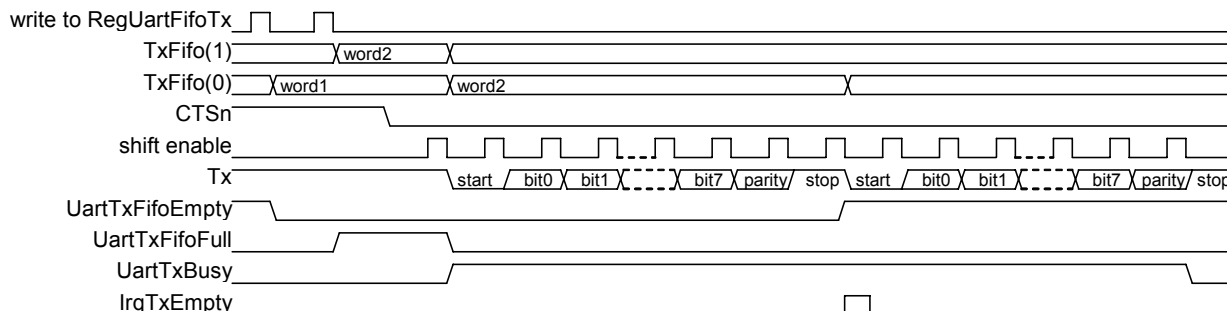 write to RegUartFifoTx
TxFifo(1) word2
TxFifo(0) word1 word2
CTSn
shift enable
Tx start bit0 bit1 bit7 parity stop start bit0 bit1 bit7 parity stop
UartTxFifoEmpty
UartTxFifoFull
UartTxBusy
IrqTxEmpty